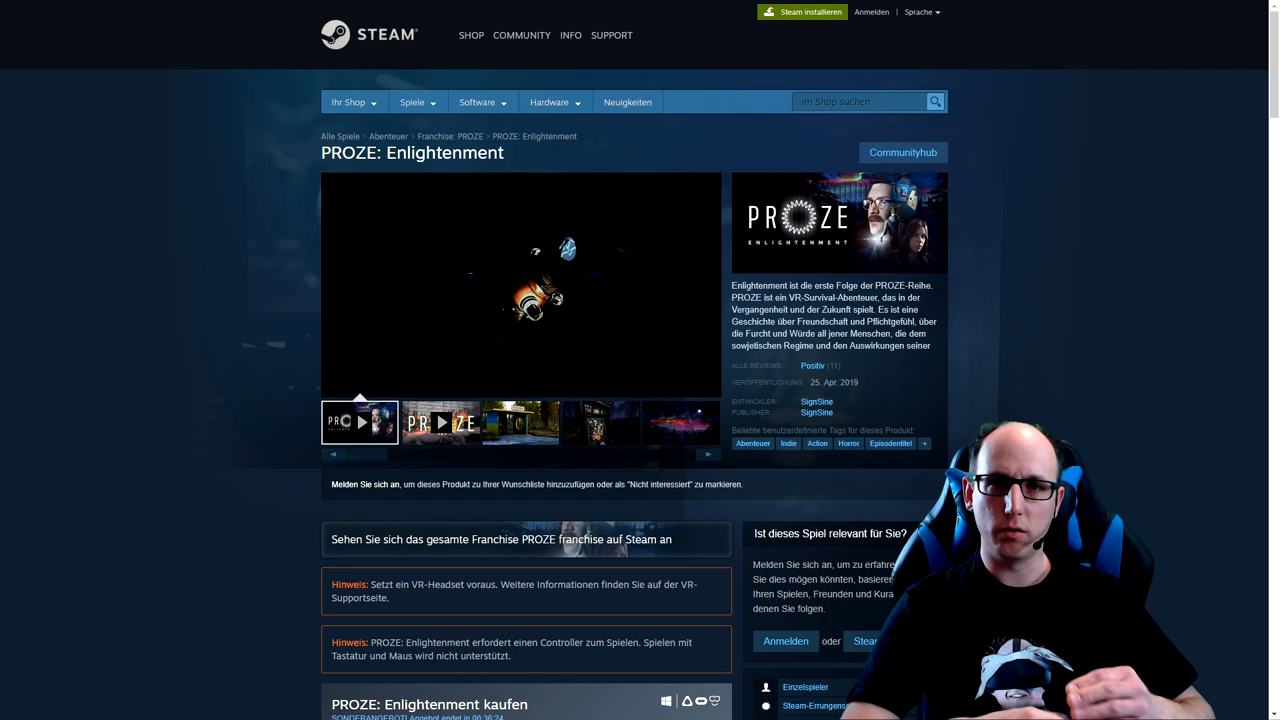 Steam installieren
Anmelden | Sprache
STEAM®
SHOP COMMUNITY INFO SUPPORT
Ihr Shop Spiele Software Hardware Neuigkeiten
Im Shop suchen
Alle Spiele > Abenteuer > Franchise: PROZE > PROZE: Enlightenment
PROZE: Enlightenment
Communityhub
PROZE
ENLIGHTENMENT
Enlightenment ist die erste Folge der PROZE-Reihe.
PROZE ist ein VR-Survival-Abenteuer, das in der
Vergangenheit und der Zukunft spielt. Es ist eine
Geschichte über Freundschaft und Pflichtgefühl, über
die Furcht und Würde all jener Menschen, die dem
sowjetischen Regime und den Auswirkungen seiner
ALLE REVIEWS: Positiv (11)
VERÖFFENTLICHUNG: 25. Apr. 2019
ENTWICKLER: SignSine
PUBLISHER: SignSine
Beliebte benutzerdefinierte Tags für dieses Produkt:
Abenteuer Indie Action Horror Episodentitel +
Melden Sie sich an, um dieses Produkt zu Ihrer Wunschliste hinzuzufügen oder als "Nicht interessiert" zu markieren.
Sehen Sie sich das gesamte Franchise PROZE franchise auf Steam an
Hinweis: Setzt ein VR-Headset voraus. Weitere Informationen finden Sie auf der VR-
Supportseite.
Hinweis: PROZE: Enlightenment erfordert einen Controller zum Spielen. Spielen mit
Tastatur und Maus wird nicht unterstützt.
PROZE: Enlightenment kaufen
SONDERANGEBOT! Angebot endet in 00:36:24
Ist dieses Spiel relevant für Sie?
Melden Sie sich an, um zu erfahre
Sie dies mögen könnten, basierer
Ihren Spielen, Freunden und Kura
denen Sie folgen.
Anmelden oder Stea
Einzelspieler
Steam-Errungens